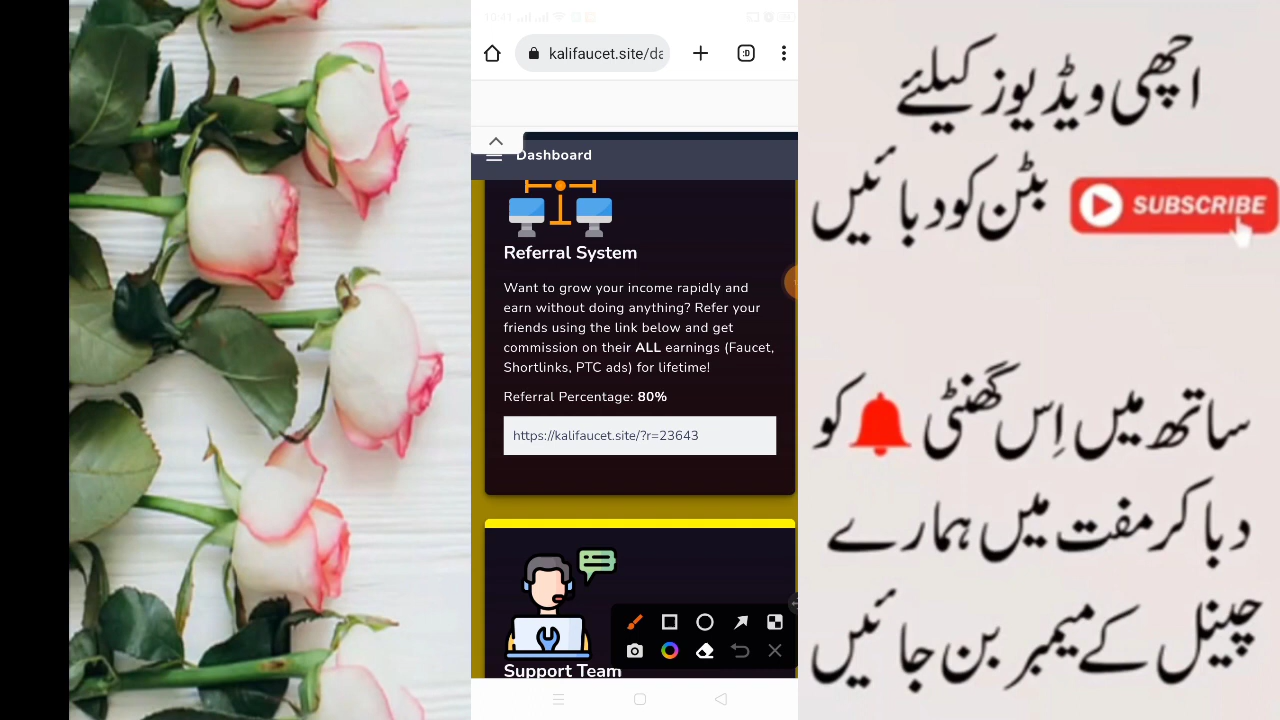 10:41
kalifaucet.site/da
Dashboard
Referral System
Want to grow your income rapidly and
earn without doing anything? Refer your
friends using the link below and get
commission on their ALL earnings (Faucet,
Shortlinks, PTC ads) for lifetime!
Referral Percentage: 80%
https://kalifaucet.site/?r=23643
Support Team
اچھی ویڈیوز کیلئے
SUBSCRIBE بٹن کو دبائیں
ساتھ میں اِس گھنٹی کو
دبا کر مفت میں ہمارے
چینل کے میمبر بن جائیں